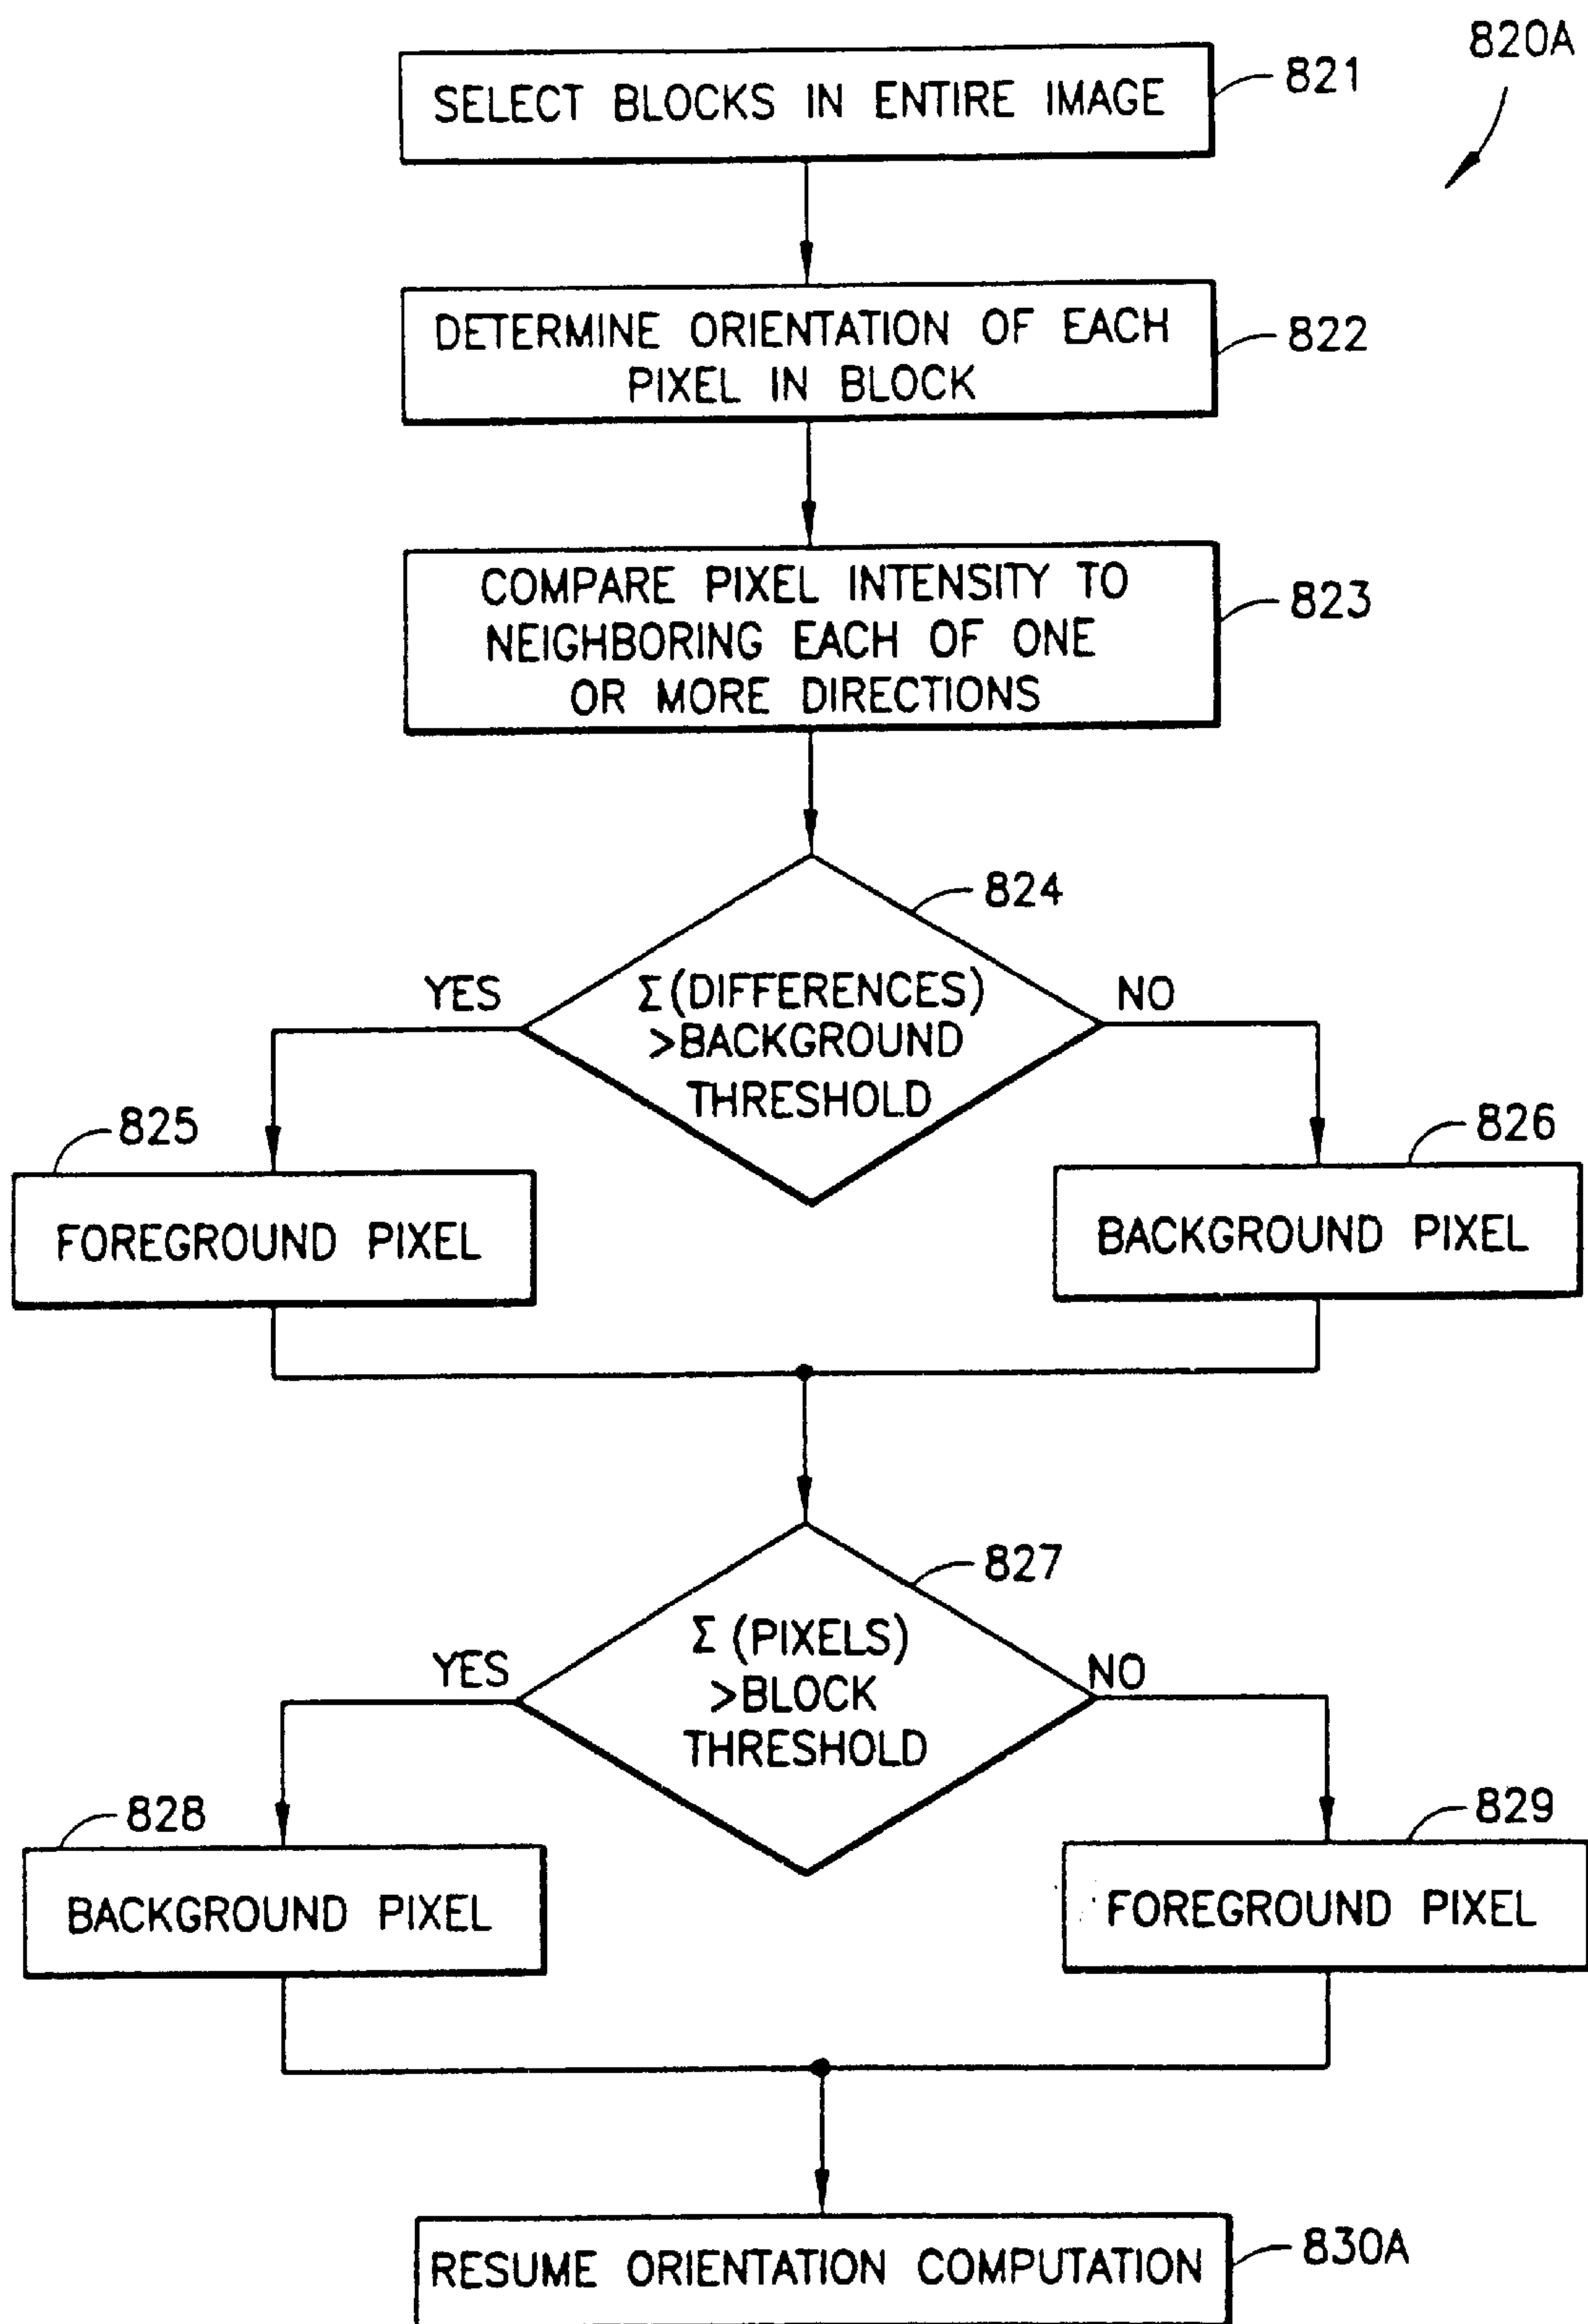 820A
SELECT BLOCKS IN ENTIRE IMAGE
821
DETERMINE ORIENTATION OF EACH
PIXEL IN BLOCK
822
COMPARE PIXEL INTENSITY TO
NEIGHBORING EACH OF ONE
OR MORE DIRECTIONS
823
824
YES
Σ(DIFFERENCES)
>BACKGROUND
THRESHOLD
NO
825
FOREGROUND PIXEL
826
BACKGROUND PIXEL
827
YES
Σ (PIXELS)
>BLOCK
THRESHOLD
NO
828
BACKGROUND PIXEL
829
FOREGROUND PIXEL
RESUME ORIENTATION COMPUTATION
830A